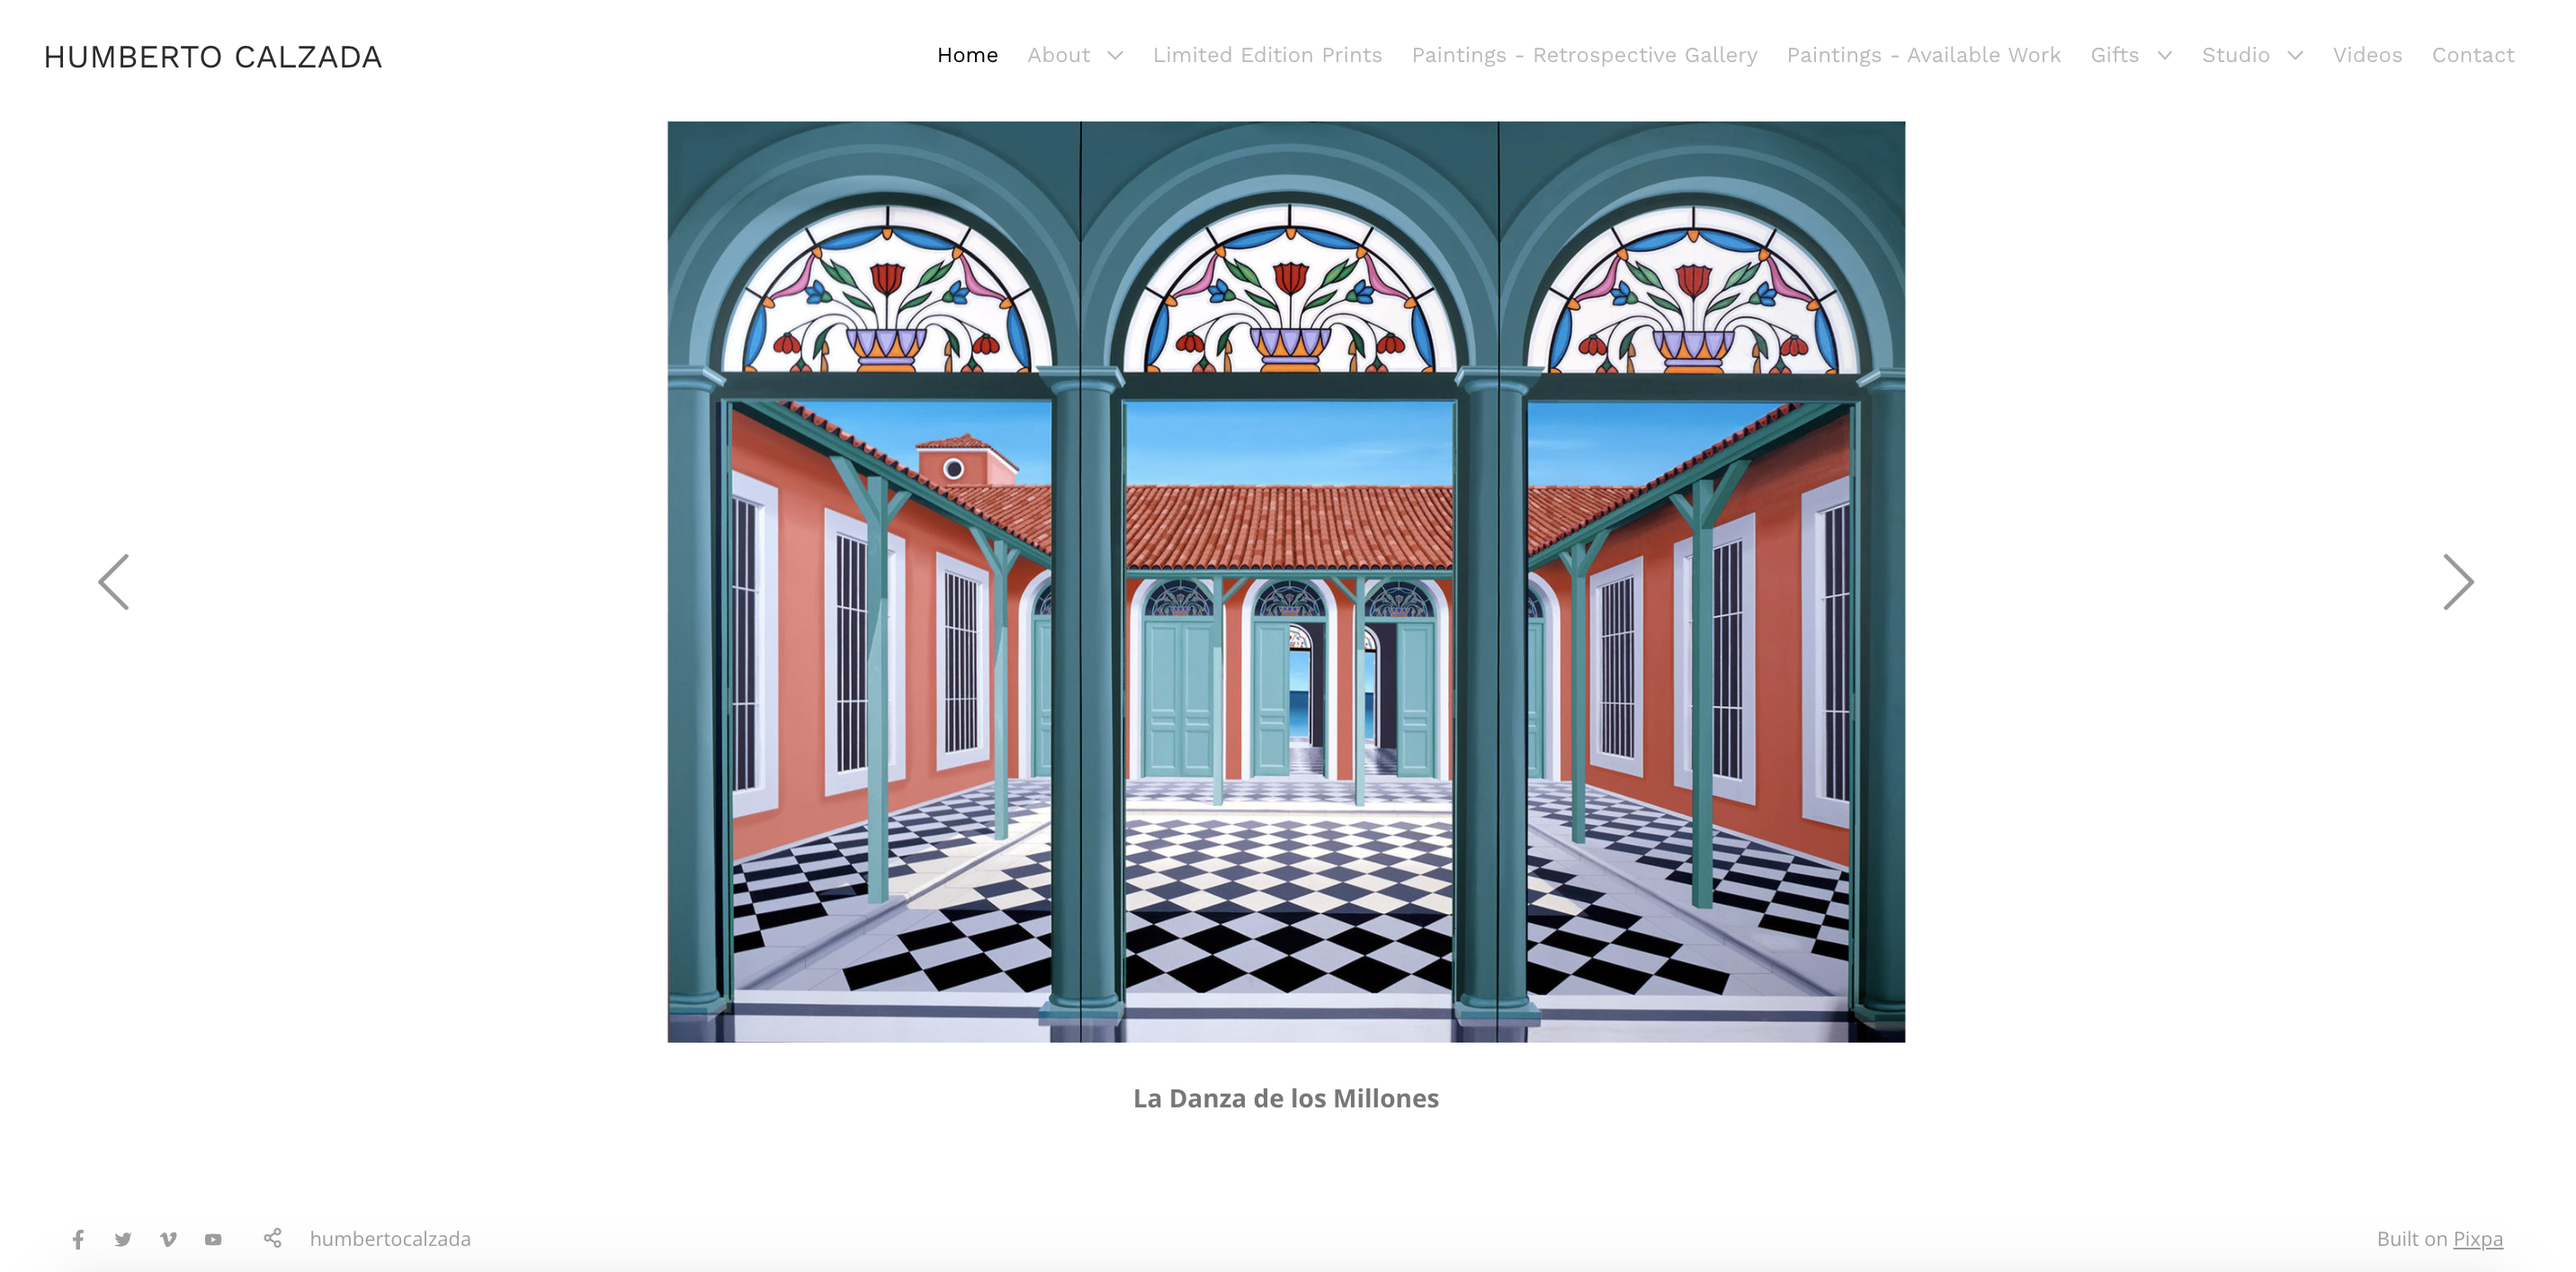 HUMBERTO CALZADA
Home About Limited Edition Prints Paintings - Retrospective Gallery Paintings - Available Work Gifts Studio Videos Contact
La Danza de los Millones
humbertocalzada
Built on Pixpa